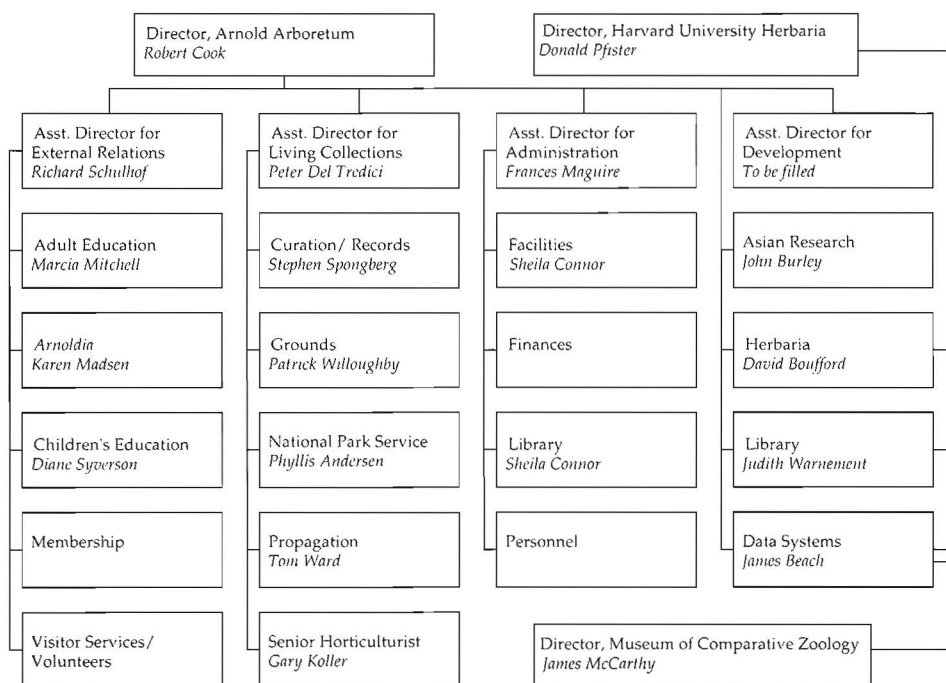 Director, Arnold Arboretum
Robert Cook
Director, Harvard University Herbaria
Donald Pfister
Asst. Director for
External Relations
Richard Schulhof
Asst. Director for
Living Collections
Peter Del Tredici
Asst. Director for
Administration
Frances Maguire
Asst. Director for
Development
To be filled
Adult Education
Marcia Mitchell
Curation/ Records
Stephen Spongberg
Facilities
Sheila Connor
Asian Research
John Burley
Arnoldia
Karen Madsen
Grounds
Patrick Willoughby
Finances
Herbaria
David Boufford
Children's Education
Diane Syverson
National Park Service
Phyllis Andersen
Library
Sheila Connor
Library
Judith Warnement
Membership
Propagation
Tom Ward
Personnel
Data Systems
James Beach
Visitor Services/
Volunteers
Senior Horticulturist
Gary Koller
Director, Museum of Comparative Zoology
James McCarthy